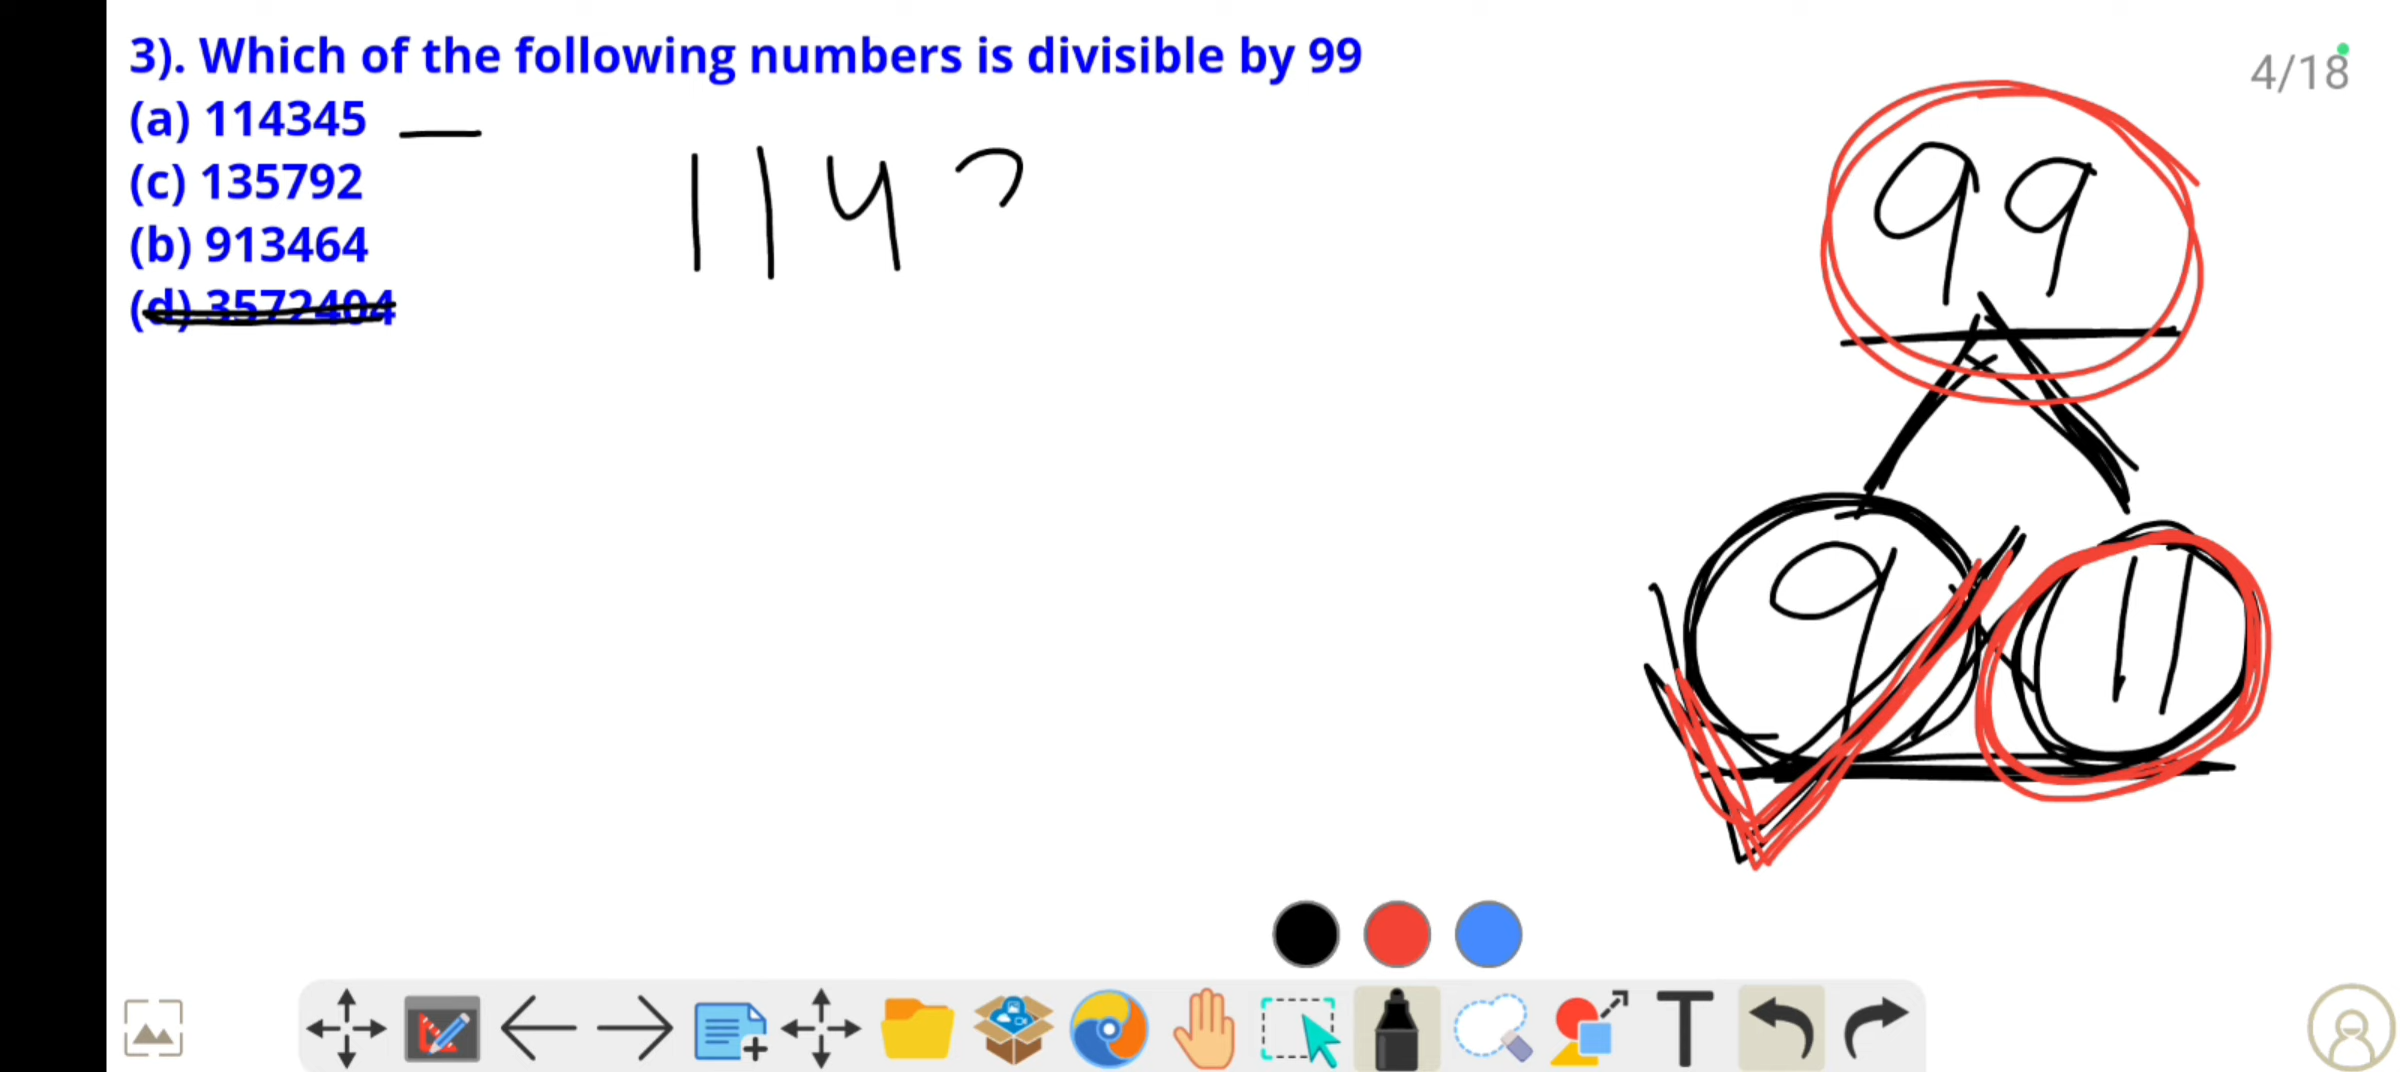 3). Which of the following numbers is divisible by 99
4/18
(a) 114345
(c) 135792
(b) 913464
(d) 3572404
114
99
9 11
T